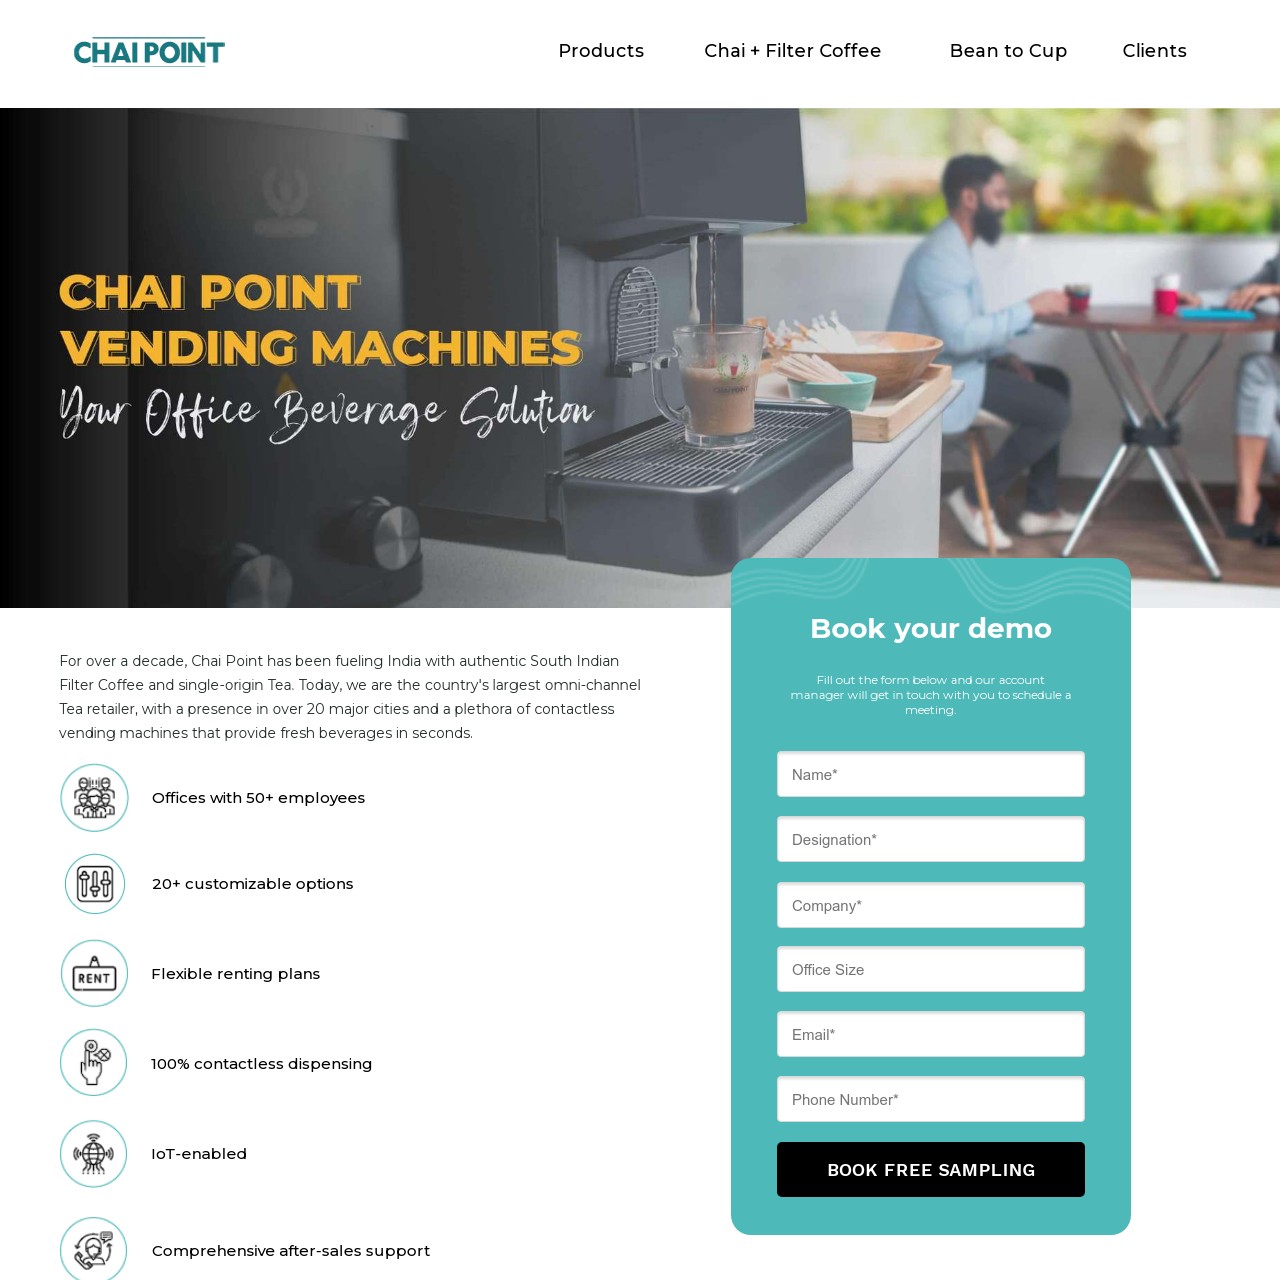 CHAI POINT
Products
Chai + Filter Coffee
Bean to Cup
Clients
CHAI POINT
VENDING MACHINES
Your Office Beverage Solution
For over a decade, Chai Point has been fueling India with authentic South Indian
Filter Coffee and single-origin Tea. Today, we are the country's largest omni-channel
Tea retailer, with a presence in over 20 major cities and a plethora of contactless
vending machines that provide fresh beverages in seconds.
Offices with 50+ employees
20+ customizable options
RENT
Flexible renting plans
100% contactless dispensing
IoT-enabled
Comprehensive after-sales support
Book your demo
Fill out the form below and our account
manager will get in touch with you to schedule a
meeting.
Name*
Designation*
Company*
Office Size
Email*
Phone Number*
BOOK FREE SAMPLING